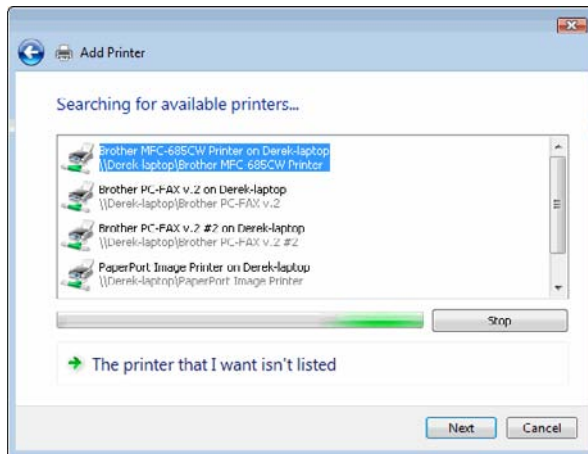 Add Printer
Searching for available printers...
Brother MFC-685CW Printer on Derek-laptop
\\Derek-laptop\Brother MFC-685CW Printer
Brother PC-FAX v.2 on Derek-laptop
\\Derek-laptop\Brother PC-FAX v.2
Brother PC-FAX v.2 #2 on Derek-laptop
\\Derek-laptop\Brother PC-FAX v.2 #2
PaperPort Image Printer on Derek-laptop
\\Derek-laptop\PaperPort Image Printer
Stop
The printer that I want isn't listed
Next
Cancel